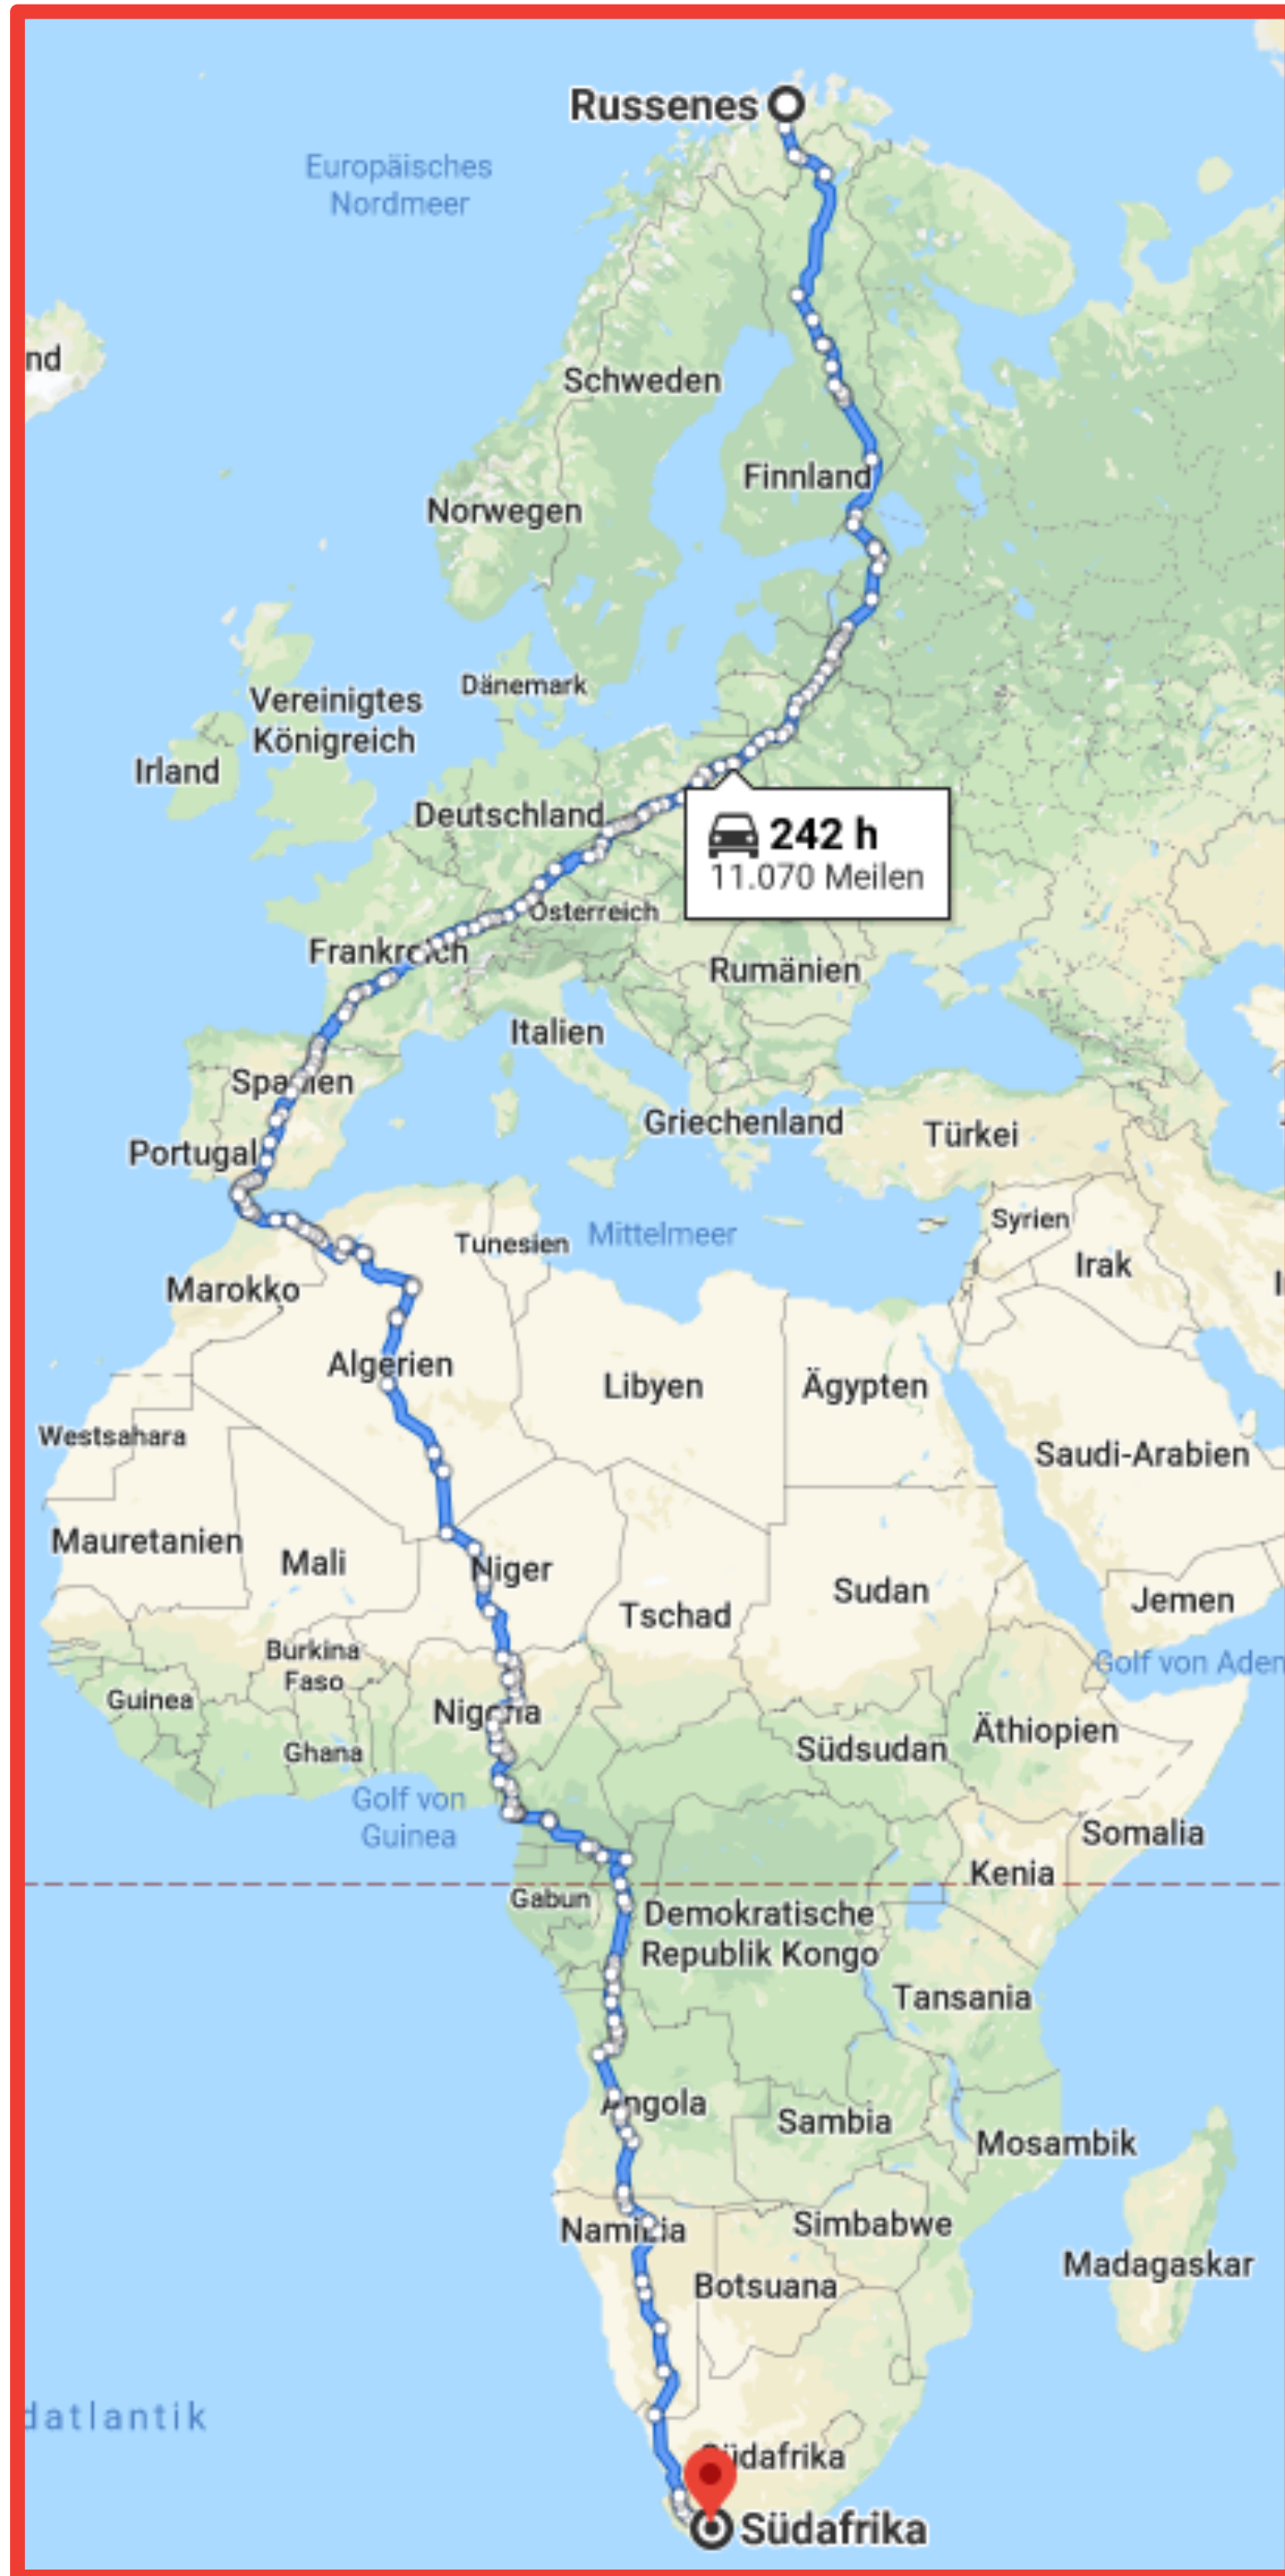 Russenes
Europäisches
Nordmeer
nd
Schweden
Finnland
Norwegen
Dänemark
Vereinigtes
Königreich
Irland
Deutschland
242 h
11.070 Meilen
Österreich
Frankreich
Rumänien
Italien
Spanien
Griechenland
Türkei
Portugal
Syrien
Tunesien
Mittelmeer
Irak
Marokko
Algerien
Libyen
Ägypten
Westsahara
Saudi-Arabien
Mauretanien
Mali
Niger
Sudan
Jemen
Tschad
Burkina
Faso
Golf von Aden
Guinea
Nigeria
Äthiopien
Ghana
Südsudan
Golf von
Guinea
Somalia
Kenia
Gabun
Demokratische
Republik Kongo
Tansania
Angola
Sambia
Mosambik
Namibia
Simbabwe
Madagaskar
Botsuana
datlantik
Südafrika
Südafrika